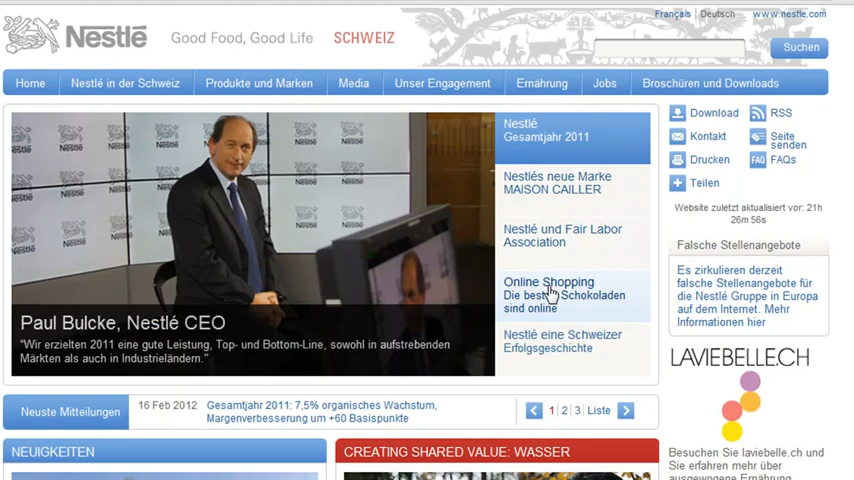 Français | Deutsch
www.nestle.com
Nestlé
Good Food, Good Life
SCHWEIZ
Suchen
Home
Nestlé in der Schweiz
Produkte und Marken
Media
Unser Engagement
Ernährung
Jobs
Broschüren und Downloads
Nestlé
Gesamtjahr 2011
Nestlés neue Marke
MAISON CAILLER
Nestlé und Fair Labor
Association
Online Shopping
Die besten Schokoladen
sind online
Nestlé eine Schweizer
Erfolgsgeschichte
Paul Bulcke, Nestlé CEO
"Wir erzielten 2011 eine gute Leistung, Top- und Bottom-Line, sowohl in aufstrebenden
Märkten als auch in Industrieländern."
Download
RSS
Kontakt
Seite
senden
Drucken
FAQ
FAQs
Teilen
Website zuletzt aktualisiert vor: 21h
26m 56s
Falsche Stellenangebote
Es zirkulieren derzeit
falsche Stellenangebote für
die Nestlé Gruppe in Europa
auf dem Internet. Mehr
Informationen hier
LAVIEBELLE.CH
Besuchen Sie laviebelle.ch und
Sie erfahren mehr über
ausgewogene Ernährung
Neuste Mitteilungen
16 Feb 2012
Gesamtjahr 2011: 7,5% organisches Wachstum,
Margenverbesserung um +60 Basispunkte
1 2 3 Liste
NEUIGKEITEN
CREATING SHARED VALUE: WASSER